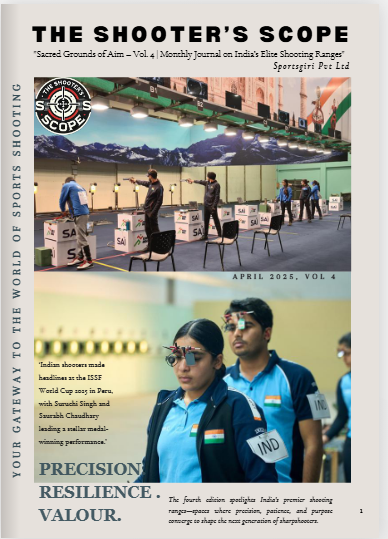 THE SHOOTER'S SCOPE
"Sacred Grounds of Aim – Vol. 4 | Monthly Journal on India's Elite Shooting Ranges"
Sportsgiri Pvt Ltd
YOUR GATEWAY TO THE WORLD OF SPORTS SHOOTING
THE SHOOTER'S
S S
SCOPE
APRIL 2025, VOL 4
'Indian shooters made
headlines at the ISSF
World Cup 2025 in Peru,
with Suruchi Singh and
Saurabh Chaudhary
leading a stellar medal-
winning performance.'
IND
IND
PRECISION
RESILIENCE .
VALOUR.
The fourth edition spotlights India's premier shooting
ranges—spaces where precision, patience, and purpose
converge to shape the next generation of sharpshooters.
1